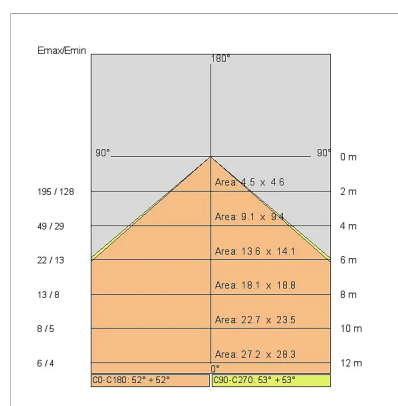 Emax/Emin
180°
90° 90° 0 m
Area: 4.5 x 4.6
195 / 128 2 m
Area: 9.1 x 9.4
49 / 29 4 m
Area: 13.6 x 14.1
22 / 13 6 m
Area: 18.1 x 18.8
13 / 8 8 m
Area: 22.7 x 23.5
8 / 5 10 m
Area: 27.2 x 28.3
6 / 4 12 m
0°
C0-C180: 52° + 52° C90-C270: 53° + 53°